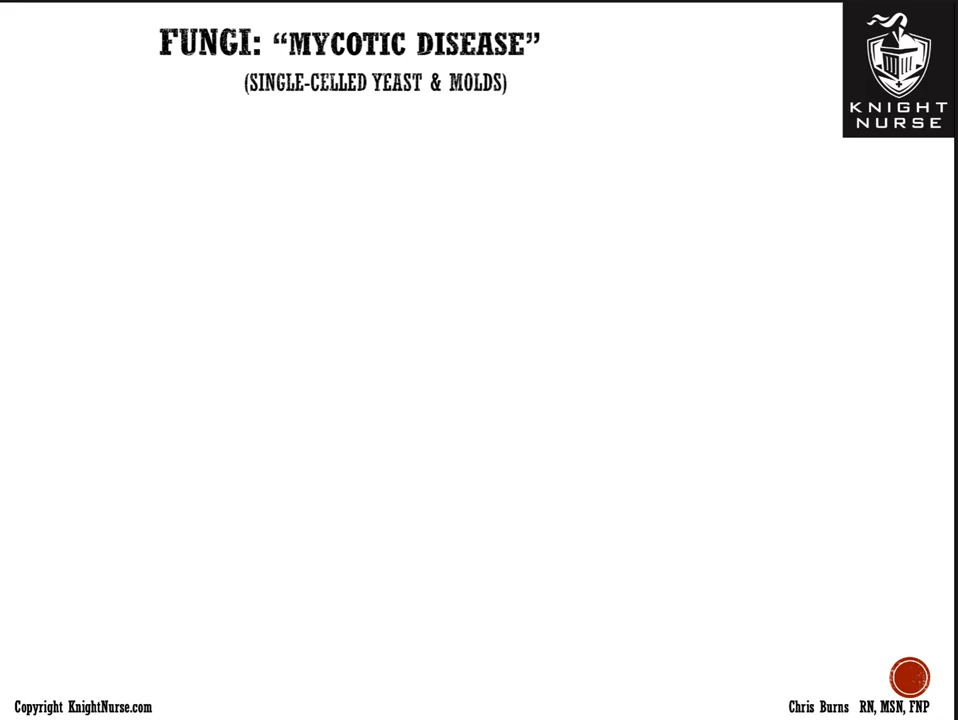 FUNGI: “MYCOTIC DISEASE”
(SINGLE-CELLED YEAST & MOLDS)
KNIGHT
NURSE
Copyright KnightNurse.com
Chris Burns RN, MSN, FNP